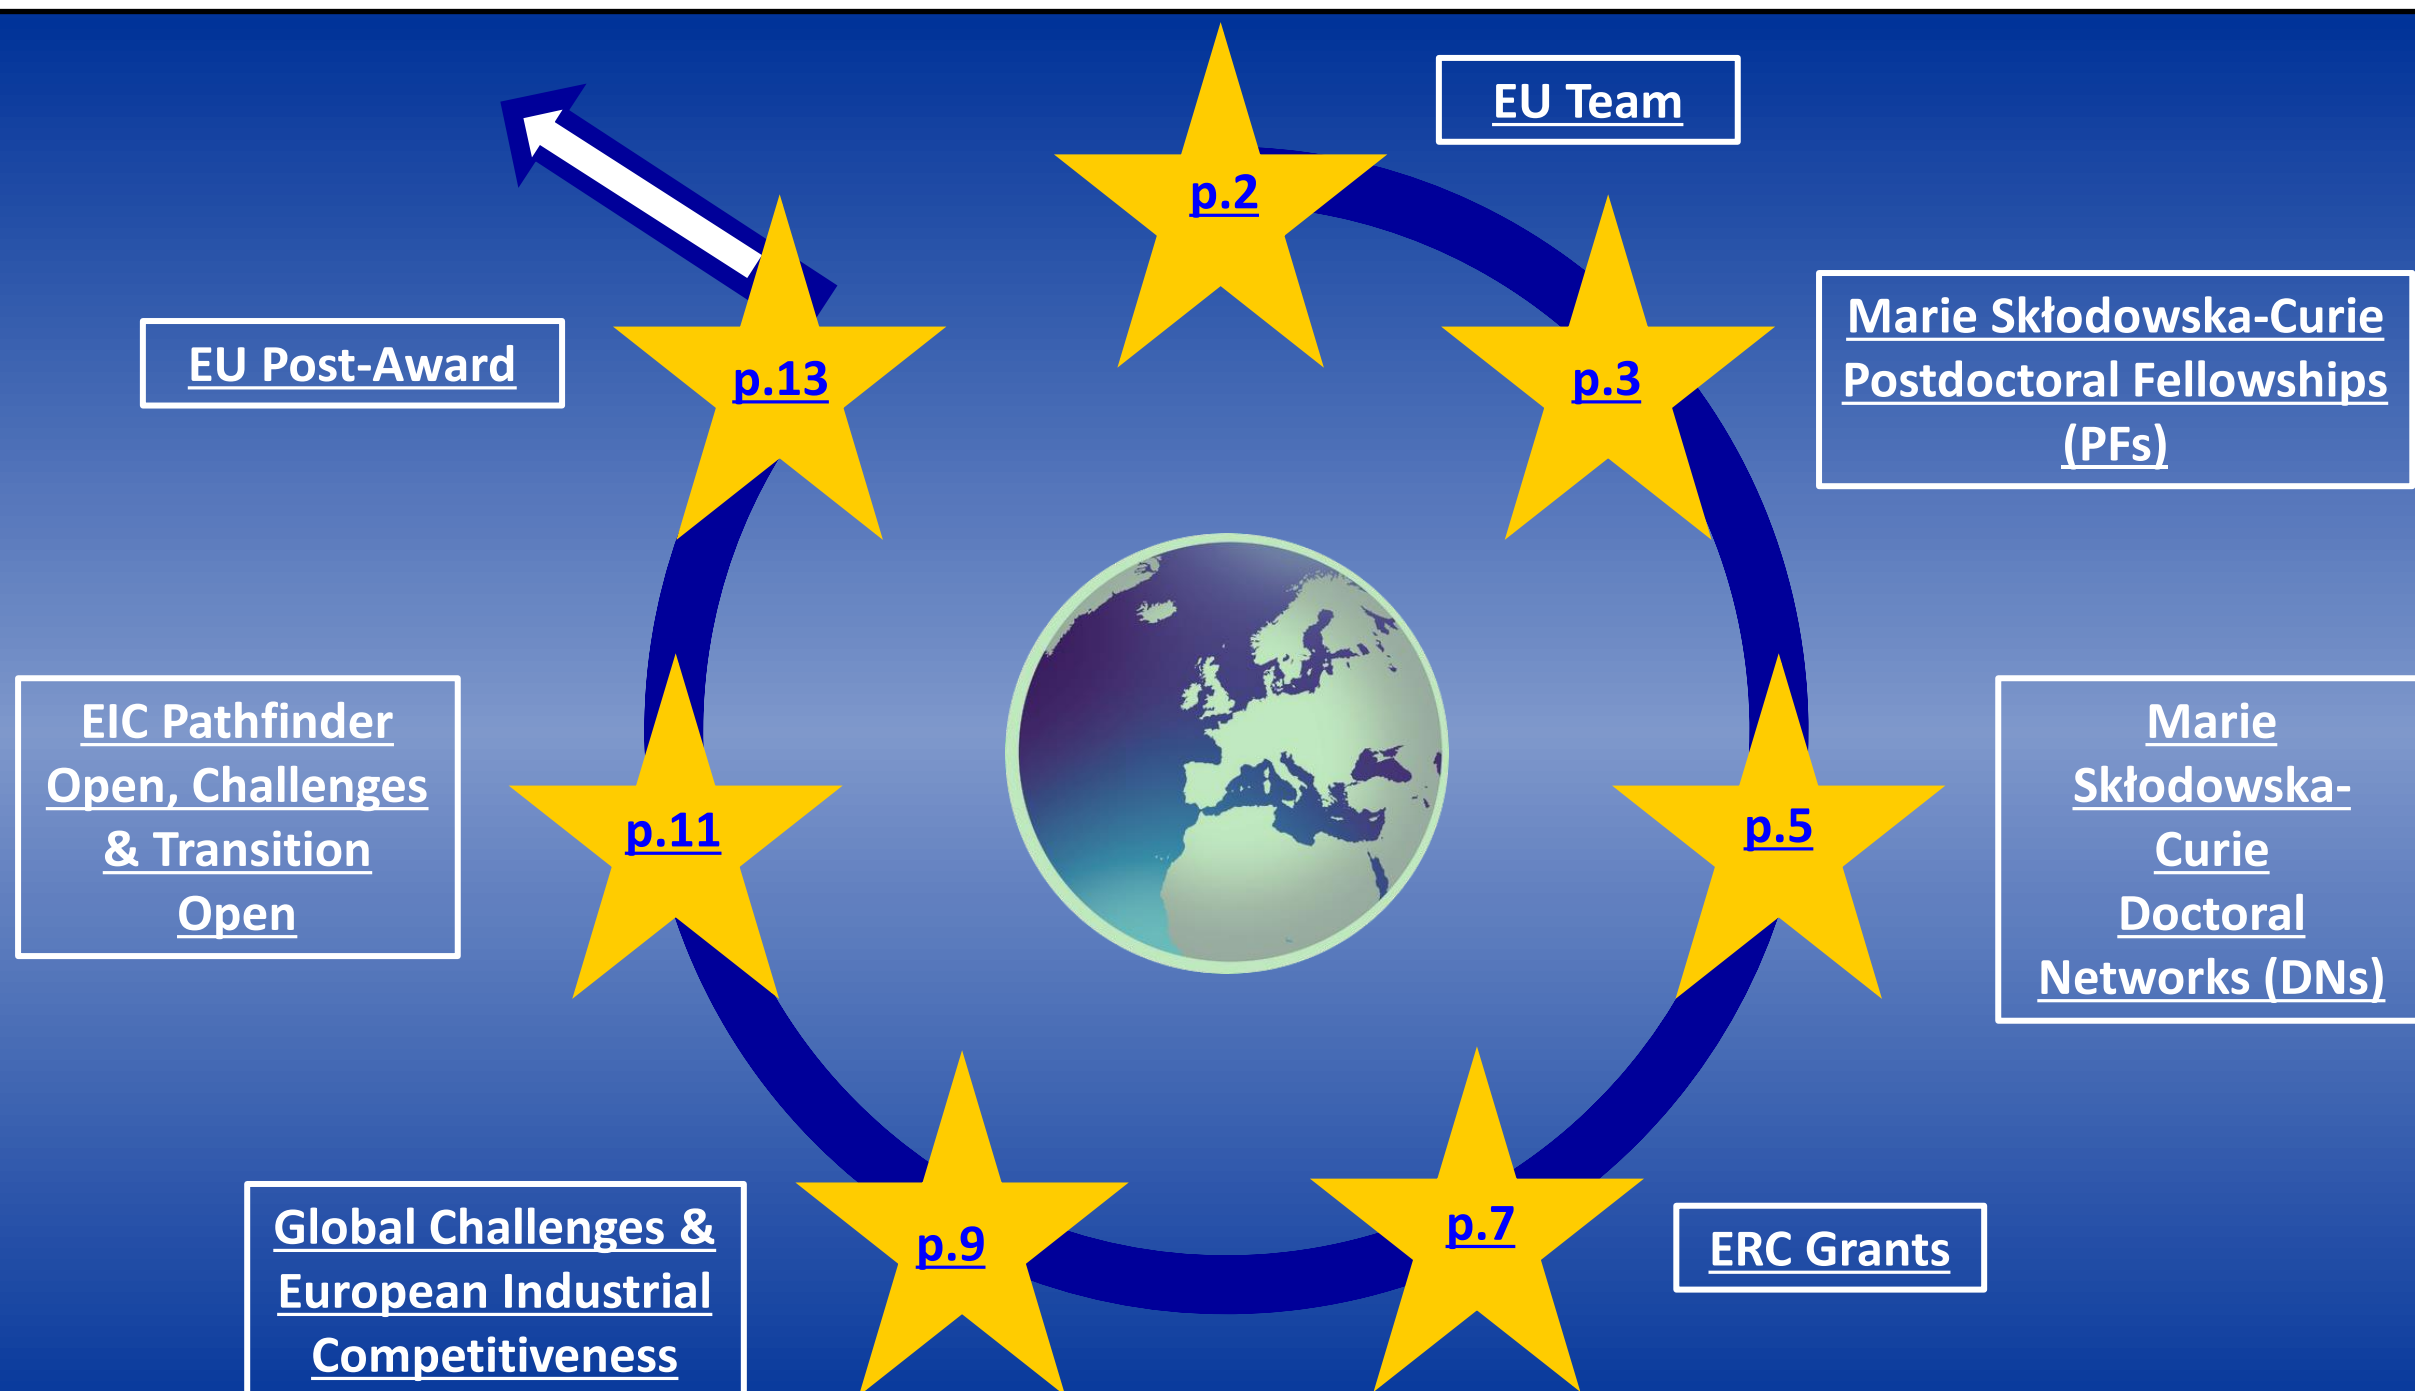 EU Team
p.2
p.3
Marie Skłodowska-Curie
Postdoctoral Fellowships
(PFs)
p.5
Marie
Skłodowska-
Curie
Doctoral
Networks (DNs)
p.7
ERC Grants
p.9
Global Challenges &
European Industrial
Competitiveness
p.11
EIC Pathfinder
Open, Challenges
& Transition
Open
p.13
EU Post-Award